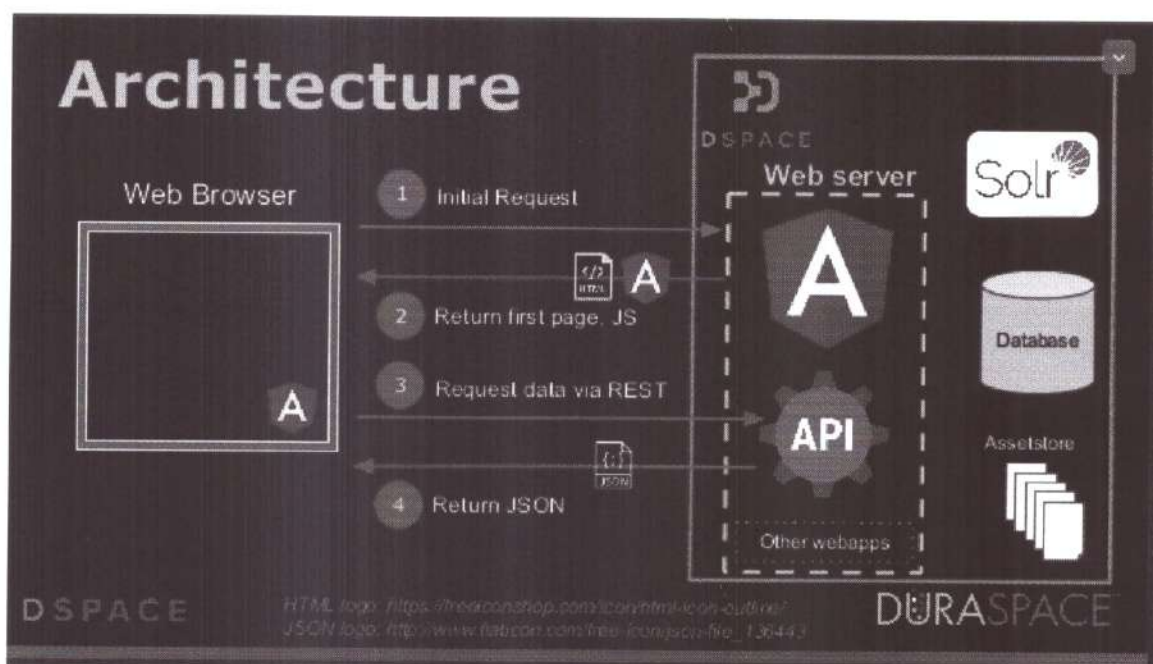 Architecture
DSPACE
Web server
Solr
Web Browser
1 Initial Request
A
</>
HTML
A
2 Return first page, JS
Database
3 Request data via REST
A
API
{;}
JSON
Assetstore
4 Return JSON
Other webapps
DSPACE
HTML logo: https://freeiconshop.com/icon/html-icon-outline/
JSON logo: http://www.flaticon.com/free-icon/json-file_136443
DURASPACE